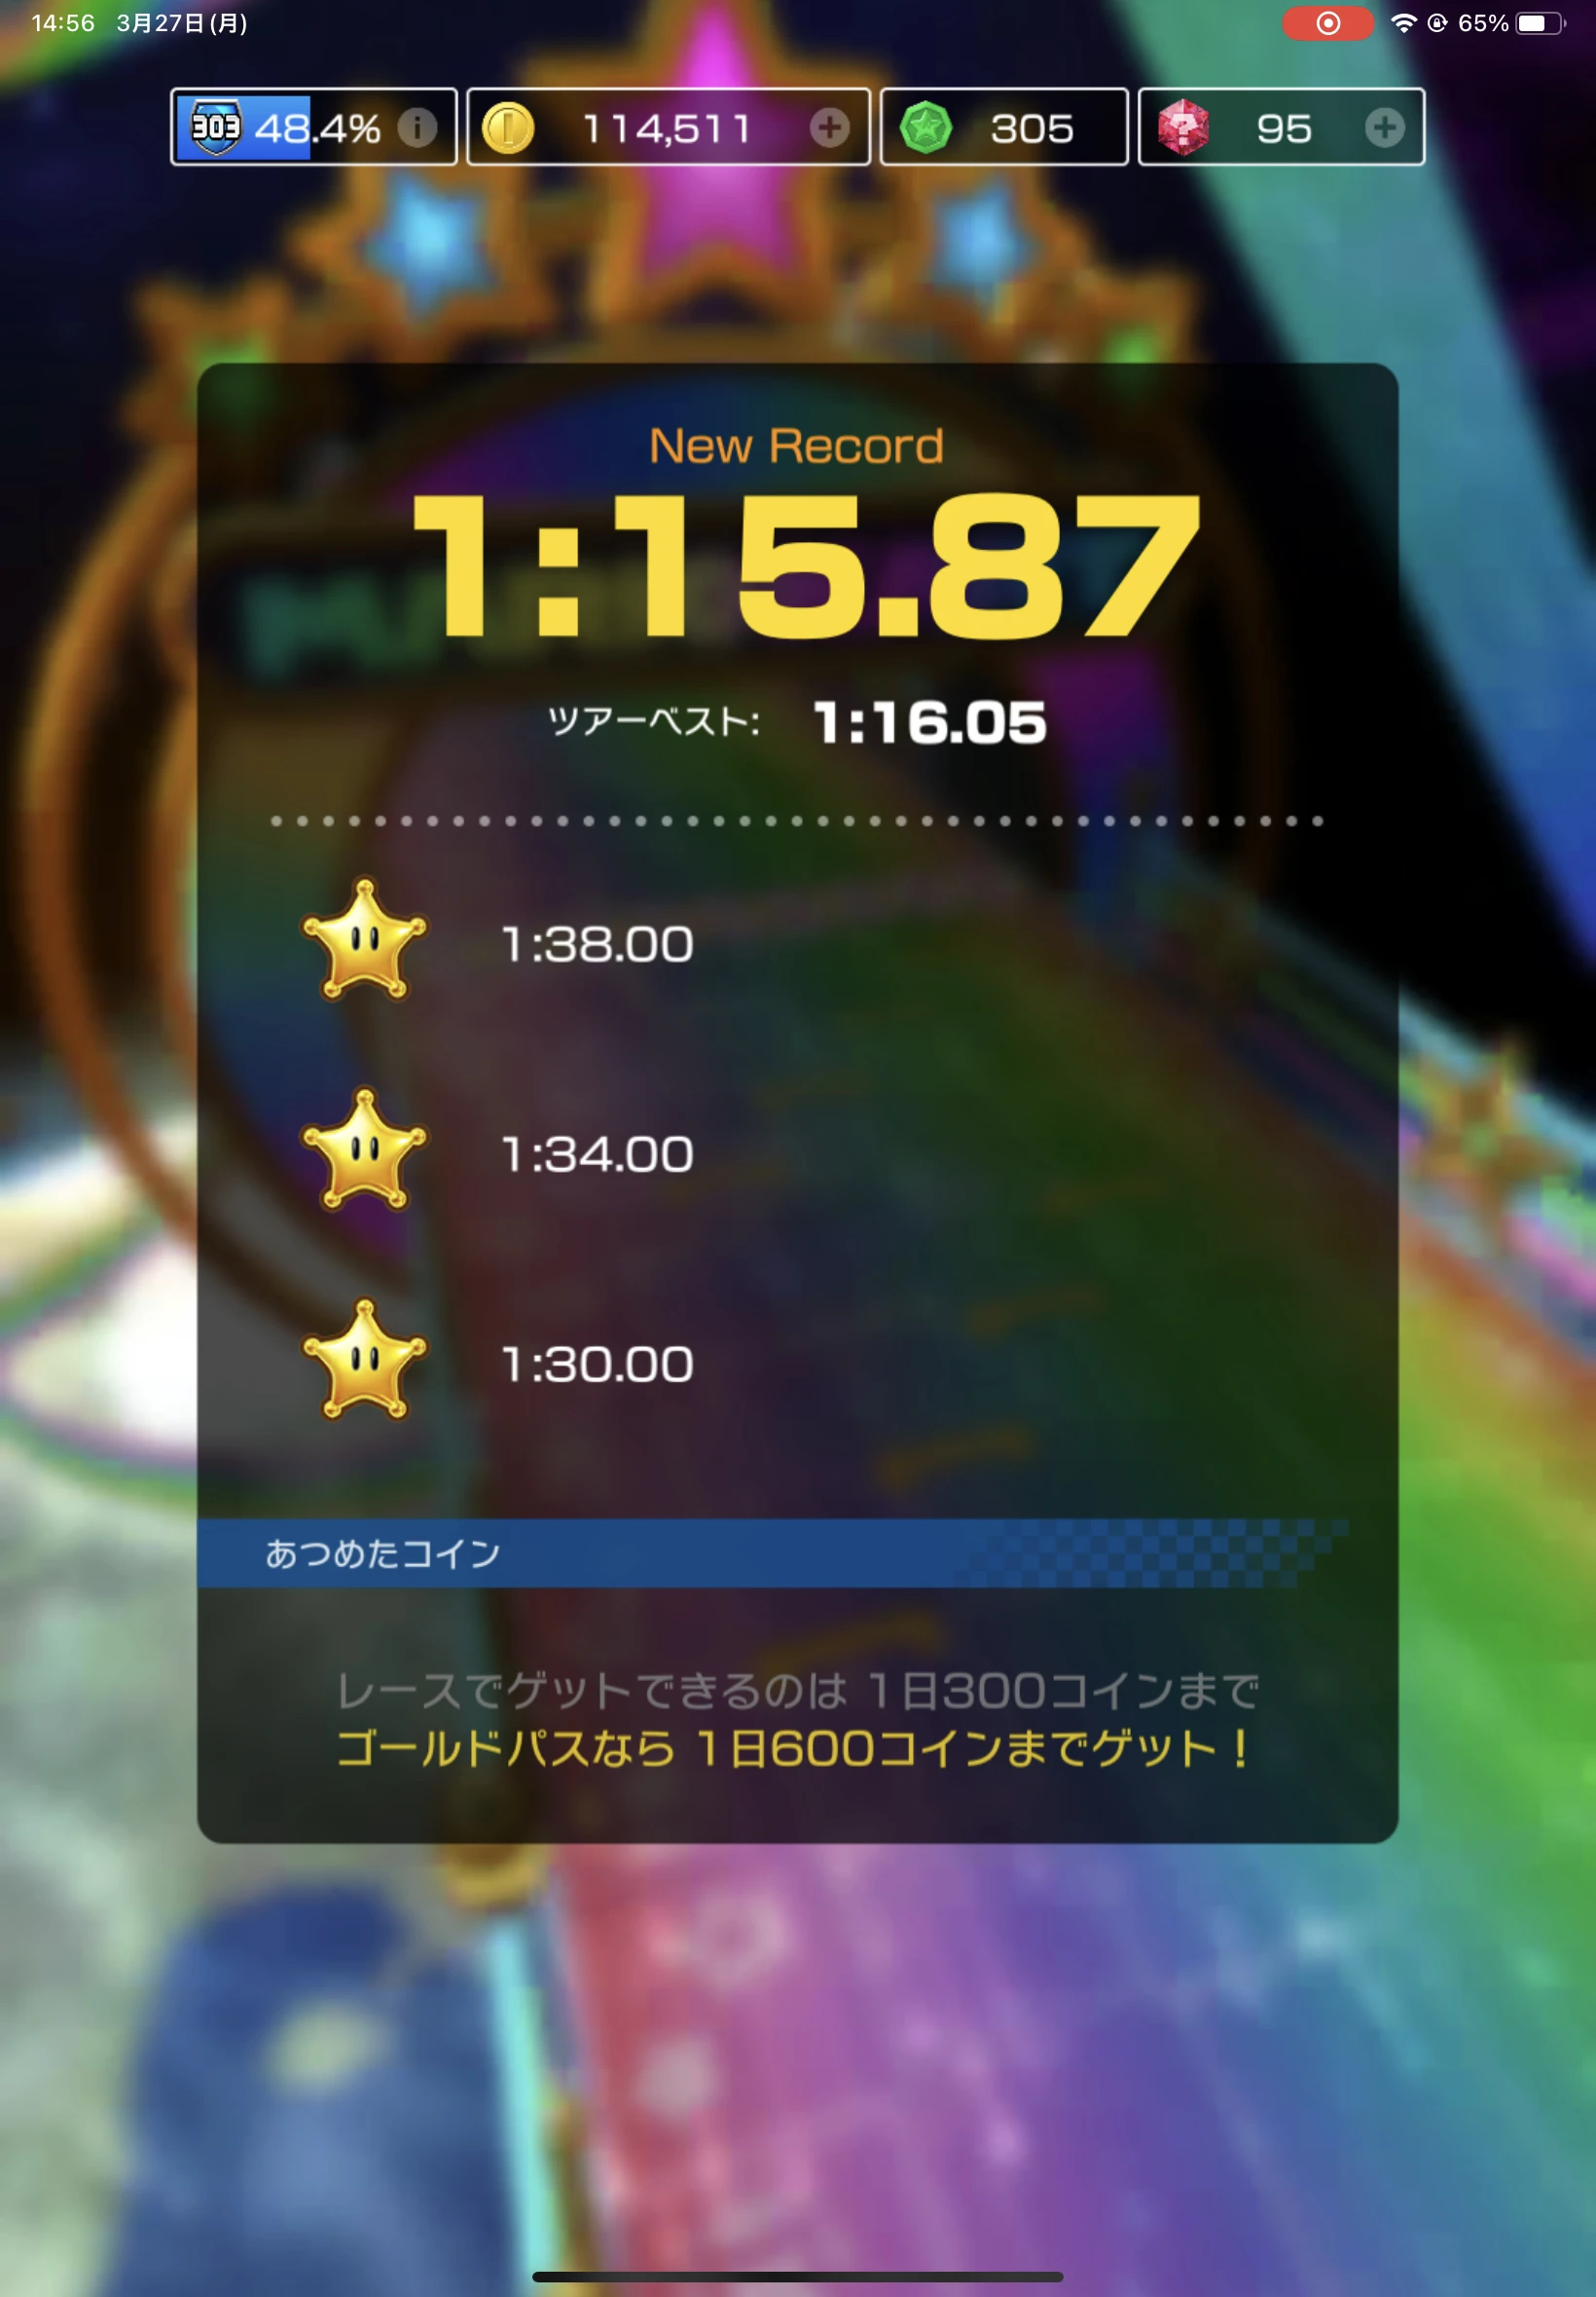 14:56 3月27日(月) 65%
303 48.4% i 114,511 + 305 95 +
New Record
1:15.87
ツアーベスト: 1:16.05
1:38.00
1:34.00
1:30.00
あつめたコイン
レースでゲットできるのは 1日300コインまで
ゴールドパスなら 1日600コインまでゲット！